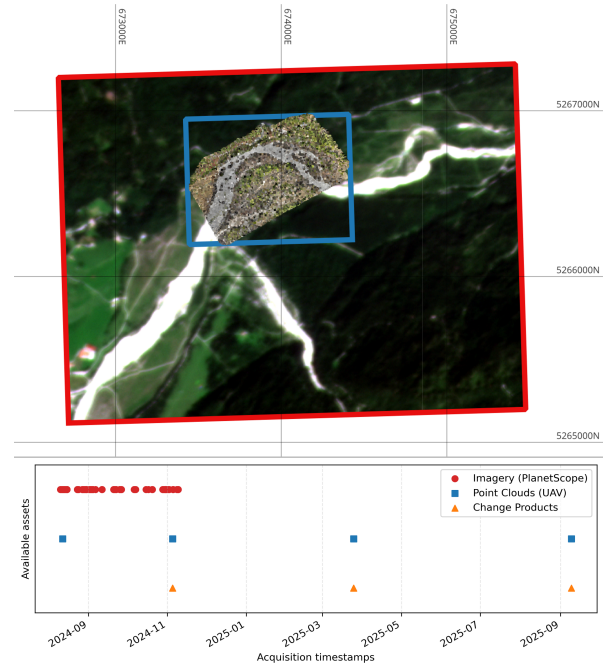 673000E
674000E
675000E
5267000N
5266000N
5265000N
Available assets
Imagery (PlanetScope)
Point Clouds (UAV)
Change Products
2024-09
2024-11
2025-01
2025-03
2025-05
2025-07
2025-09
Acquisition timestamps